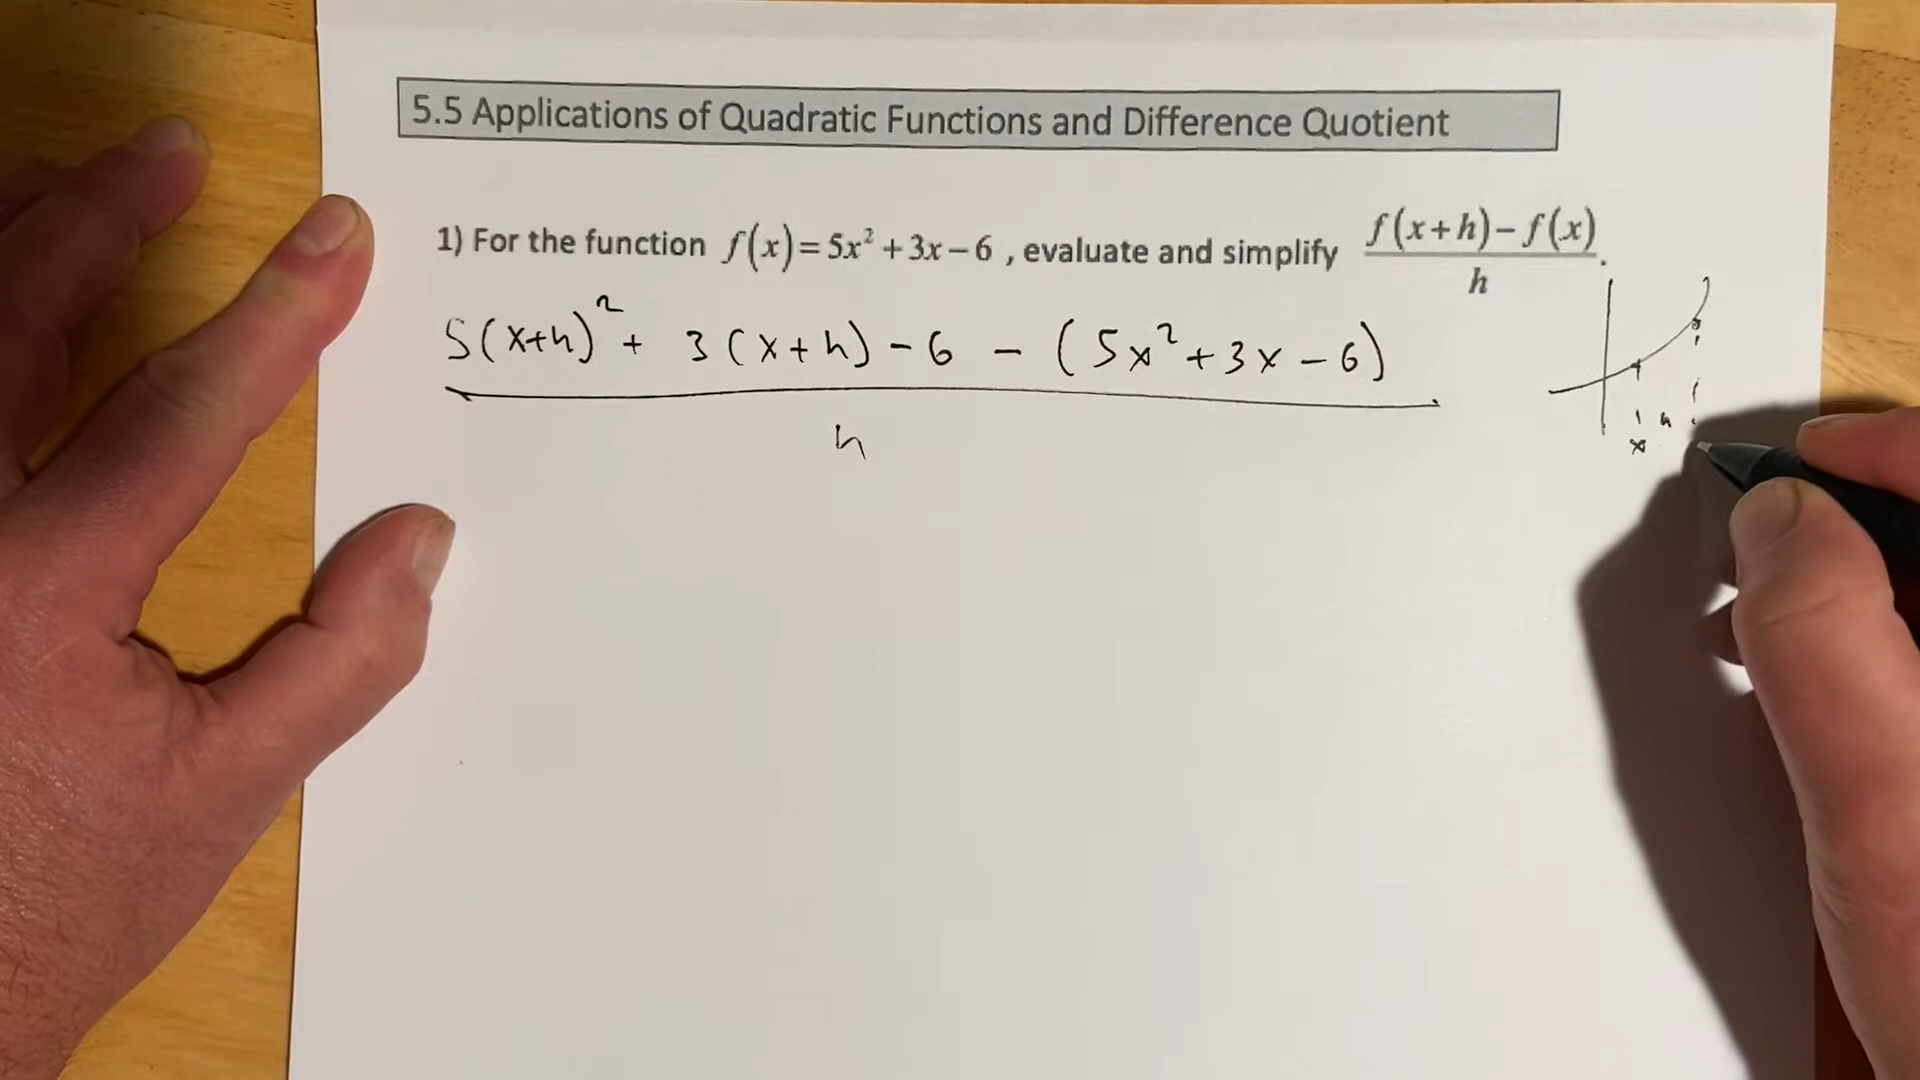 5.5 Applications of Quadratic Functions and Difference Quotient
1) For the function f(x)=5x²+3x−6 , evaluate and simplify f(x+h)−f(x)/h.
5(x+h)² + 3(x+h) − 6 − (5x²+3x−6)
h
h
x